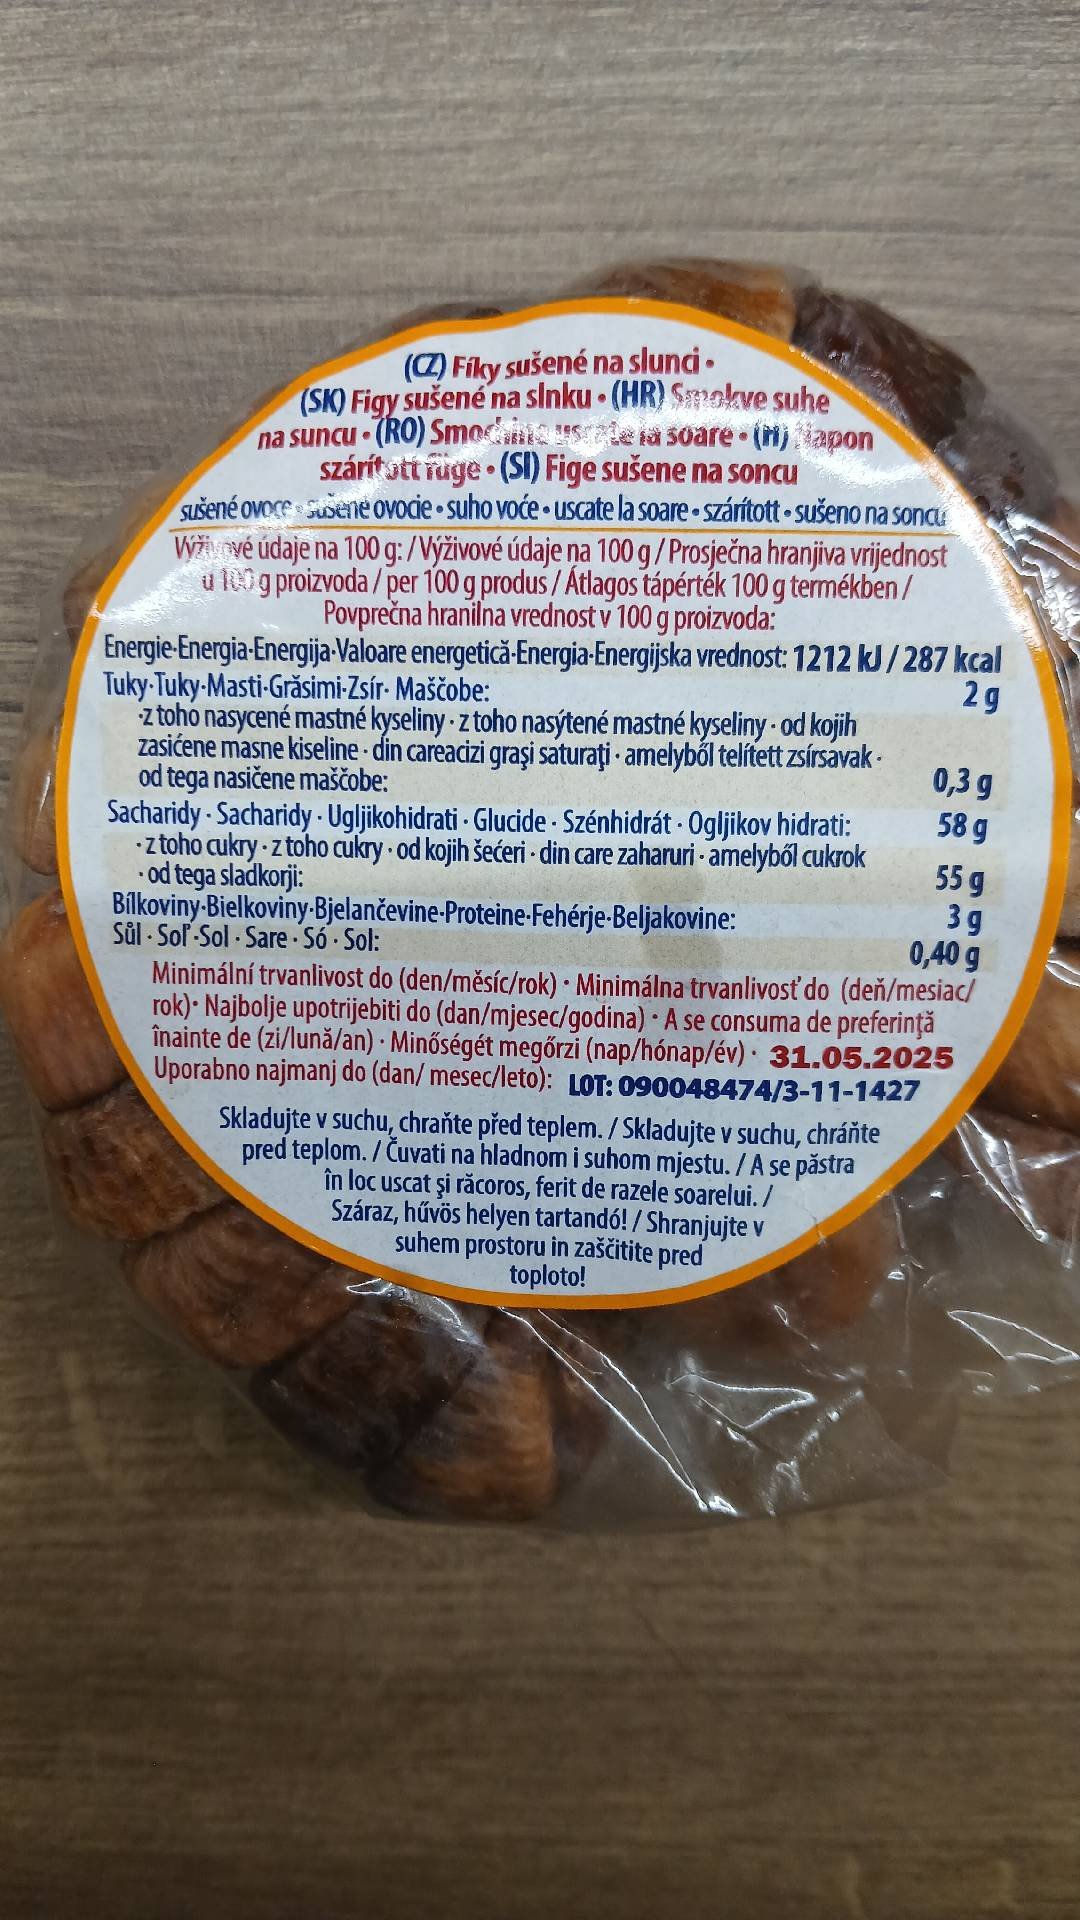 (CZ) Fíky sušené na slunci •
(SK) Figy sušené na slnku • (HR) Smokve suhe
na suncu • (RO) Smochine uscate la soare • (H) Napon
szárított füge • (SI) Fige sušene na soncu
sušené ovoce • sušené ovocie • suho voće • uscate la soare • szárított • sušeno na soncu
Výživové údaje na 100 g: / Výživové údaje na 100 g / Prosječna hranjiva vrijednost
u 100 g proizvoda / per 100 g produs / Átlagos tápérték 100 g termékben /
Povprečna hranilna vrednost v 100 g proizvoda:
Energie·Energia·Energija·Valoare energetică·Energia·Energijska vrednost: 1212 kJ / 287 kcal
Tuky·Tuky·Masti·Grăsimi·Zsír· Maščobe: 2 g
·z toho nasycené mastné kyseliny · z toho nasýtené mastné kyseliny · od kojih
zasićene masne kiseline · din careacizi grași saturați · amelyből telített zsírsavak ·
od tega nasičene maščobe: 0,3 g
Sacharidy · Sacharidy · Ugljikohidrati · Glucide · Szénhidrát · Ogljikov hidrati: 58 g
·z toho cukry · z toho cukry · od kojih šećeri · din care zaharuri · amelyből cukrok
· od tega sladkorji: 55 g
Bílkoviny·Bielkoviny·Bjelančevine·Proteine·Fehérje·Beljakovine: 3 g
Sůl · Soľ·Sol · Sare · Só · Sol: 0,40 g
Minimální trvanlivost do (den/měsíc/rok) • Minimálna trvanlivosť do (deň/mesiac/
rok)• Najbolje upotrijebiti do (dan/mjesec/godina) • A se consuma de preferință
înainte de (zi/lună/an) · Minőségét megőrzi (nap/hónap/év) · 31.05.2025
Uporabno najmanj do (dan/ mesec/leto): LOT: 090048474/3-11-1427
Skladujte v suchu, chraňte před teplem. / Skladujte v suchu, chráňte
pred teplom. / Čuvati na hladnom i suhom mjestu. / A se păstra
în loc uscat și răcoros, ferit de razele soarelui. /
Száraz, hűvös helyen tartandó! / Shranjujte v
suhem prostoru in zaščitite pred
toploto!